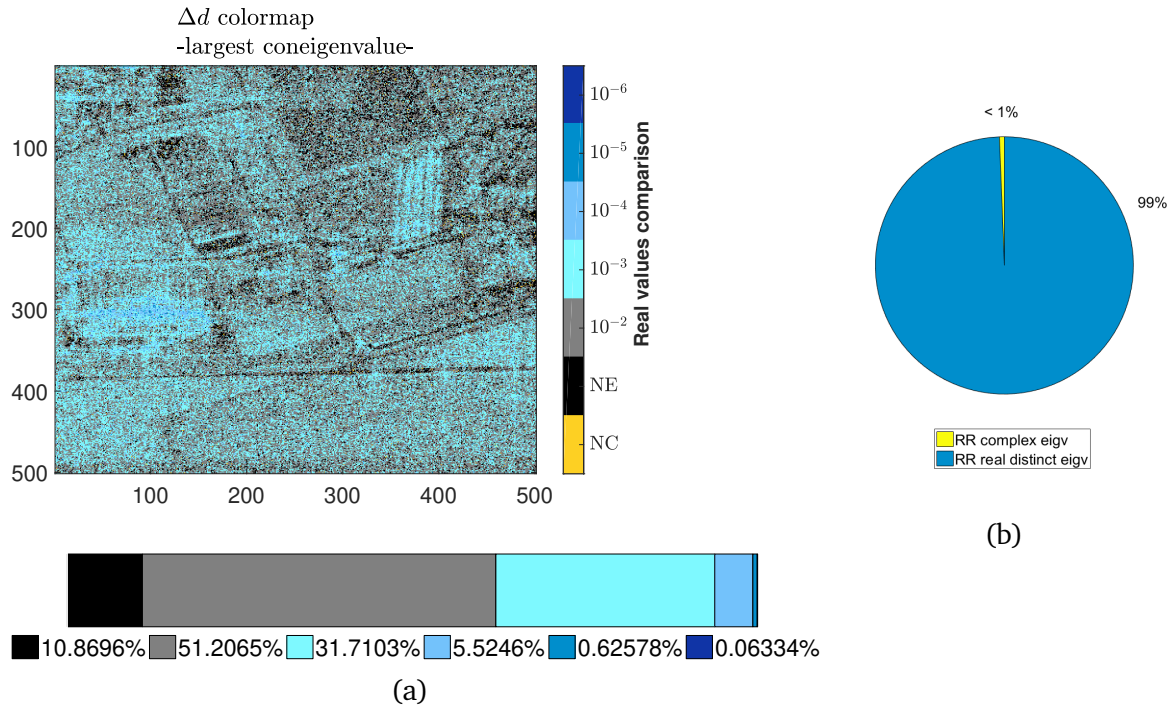 Δd colormap
-largest coneigenvalue-
100
200
300
400
500
100 200 300 400 500
10⁻⁶
10⁻⁵
10⁻⁴
10⁻³
10⁻²
NE
NC
Real values comparison
10.8696% 51.2065% 31.7103% 5.5246% 0.62578% 0.06334%
(a)
< 1%
99%
RR complex eigv
RR real distinct eigv
(b)